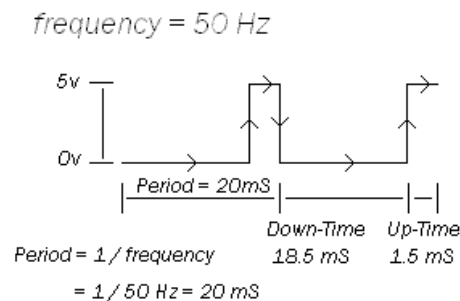 frequency = 50 Hz
5v
0v
Period = 20mS
Down-Time Up-Time
Period = 1 / frequency 18.5 mS 1.5 mS
= 1 / 50 Hz = 20 mS